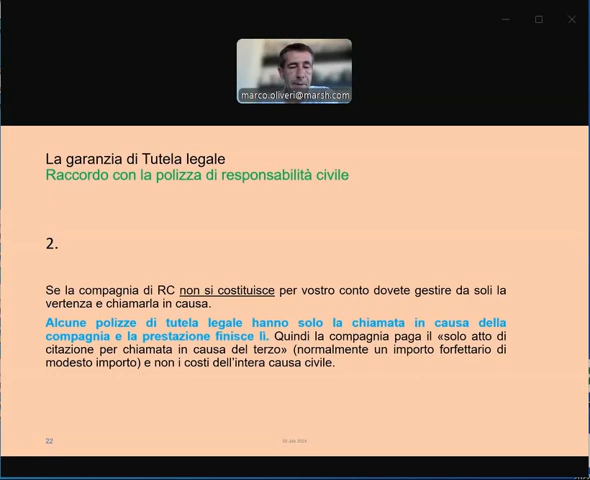 marco.oliveri@marsh.com
La garanzia di Tutela legale
Raccordo con la polizza di responsabilità civile
2.
Se la compagnia di RC non si costituisce per vostro conto dovete gestire da soli la
vertenza e chiamarla in causa.
Alcune polizze di tutela legale hanno solo la chiamata in causa della
compagnia e la prestazione finisce lì. Quindi la compagnia paga il «solo atto di
citazione per chiamata in causa del terzo» (normalmente un importo forfettario di
modesto importo) e non i costi dell'intera causa civile.
22